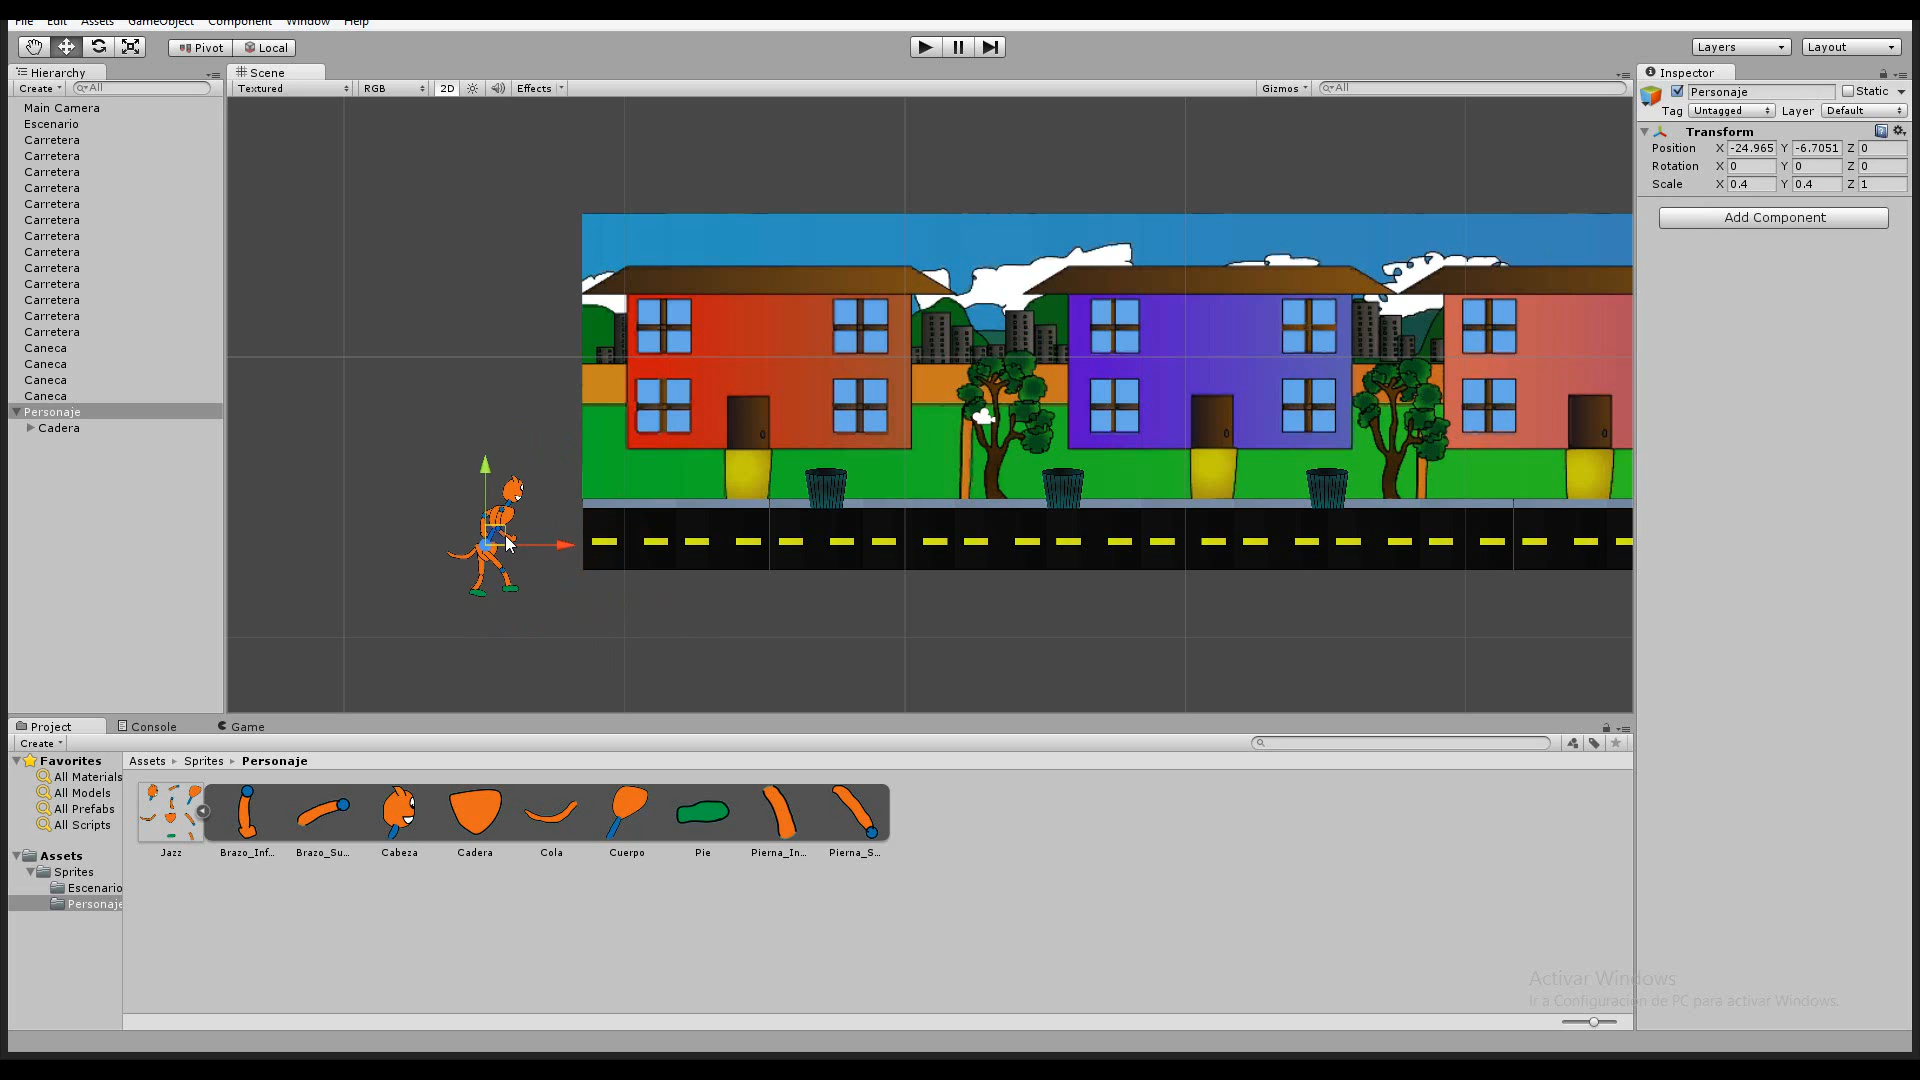 File Edit Assets GameObject Component Window Help
Pivot Local Layers Layout
Hierarchy
Create All
Main Camera
Escenario
Carretera
Carretera
Carretera
Carretera
Carretera
Carretera
Carretera
Carretera
Carretera
Carretera
Carretera
Carretera
Carretera
Caneca
Caneca
Caneca
Caneca
Personaje
Cadera
Scene
Textured RGB 2D Effects Gizmos All
Inspector
Personaje Static
Tag Untagged Layer Default
Transform
Position X -24.965 Y -6.7051 Z 0
Rotation X 0 Y 0 Z 0
Scale X 0.4 Y 0.4 Z 1
Add Component
Project Console Game
Create
Favorites
All Materials
All Models
All Prefabs
All Scripts
Assets
Sprites
Escenario
Personaje
Assets Sprites Personaje
Jazz Brazo_Inf... Brazo_Su... Cabeza Cadera Cola Cuerpo Pie Pierna_In... Pierna_S...
Activar Windows
Ir a Configuración de PC para activar Windows.